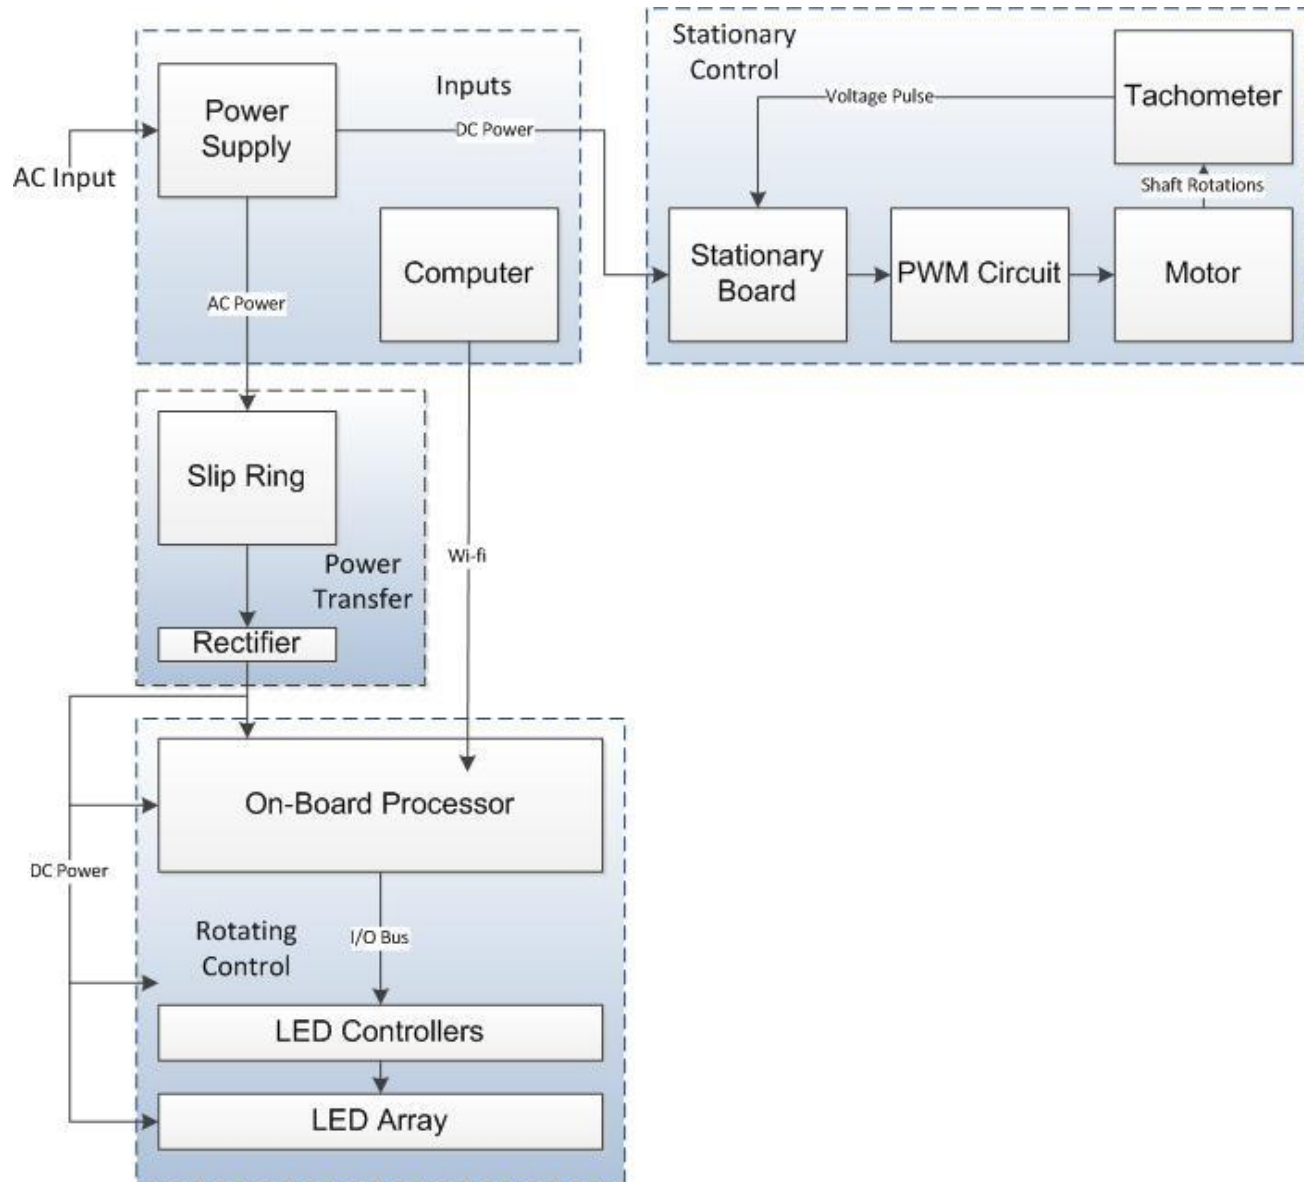 Stationary
Control
Inputs
Power
Supply
DC Power
Voltage Pulse
Tachometer
AC Input
Shaft Rotations
Computer
Stationary
Board
PWM Circuit
Motor
AC Power
Slip Ring
Wi-fi
Power
Transfer
Rectifier
On-Board Processor
DC Power
Rotating
Control
I/O Bus
LED Controllers
LED Array